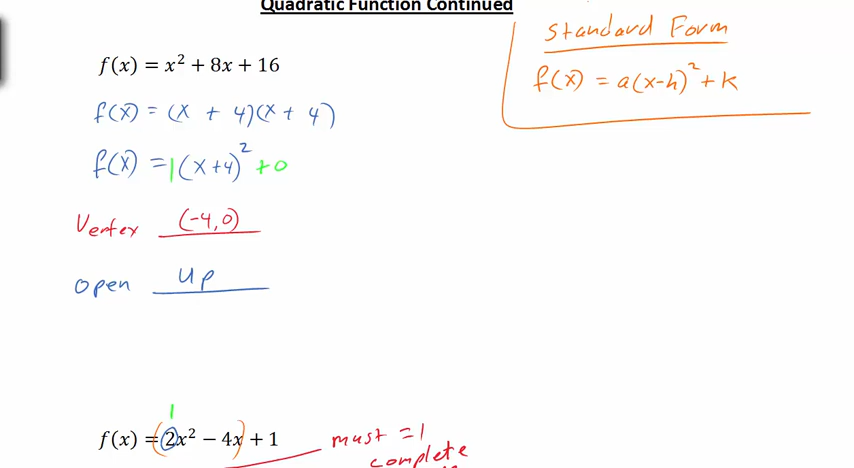 Quadratic Function Continued
Standard Form
f(x) = a(x-h)² + k
f(x) = x² + 8x + 16
f(x) = (x + 4)(x + 4)
f(x) = 1(x+4)² + 0
Vertex (-4,0)
Open Up
1
f(x) = (2x² − 4x) + 1
must = 1
complete